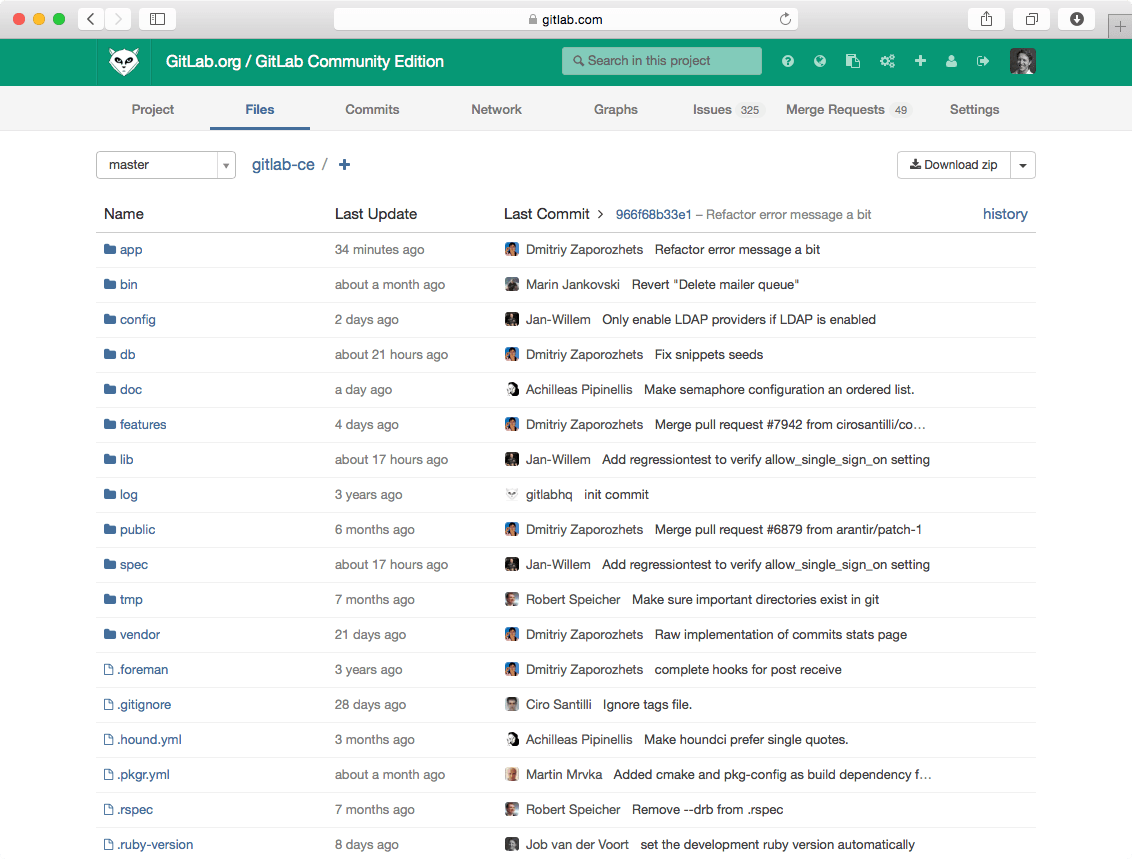 gitlab.com
GitLab.org / GitLab Community Edition Search in this project
Project Files Commits Network Graphs Issues 325 Merge Requests 49 Settings
master gitlab-ce / + Download zip
Name Last Update Last Commit > 966f68b33e1 – Refactor error message a bit history
app 34 minutes ago Dmitriy Zaporozhets Refactor error message a bit
bin about a month ago Marin Jankovski Revert "Delete mailer queue"
config 2 days ago Jan-Willem Only enable LDAP providers if LDAP is enabled
db about 21 hours ago Dmitriy Zaporozhets Fix snippets seeds
doc a day ago Achilleas Pipinellis Make semaphore configuration an ordered list.
features 4 days ago Dmitriy Zaporozhets Merge pull request #7942 from cirosantilli/co…
lib about 17 hours ago Jan-Willem Add regressiontest to verify allow_single_sign_on setting
log 3 years ago gitlabhq init commit
public 6 months ago Dmitriy Zaporozhets Merge pull request #6879 from arantir/patch-1
spec about 17 hours ago Jan-Willem Add regressiontest to verify allow_single_sign_on setting
tmp 7 months ago Robert Speicher Make sure important directories exist in git
vendor 21 days ago Dmitriy Zaporozhets Raw implementation of commits stats page
.foreman 3 years ago Dmitriy Zaporozhets complete hooks for post receive
.gitignore 28 days ago Ciro Santilli Ignore tags file.
.hound.yml 3 months ago Achilleas Pipinellis Make houndci prefer single quotes.
.pkgr.yml about a month ago Martin Mrvka Added cmake and pkg-config as build dependency f…
.rspec 7 months ago Robert Speicher Remove --drb from .rspec
.ruby-version 8 days ago Job van der Voort set the development ruby version automatically